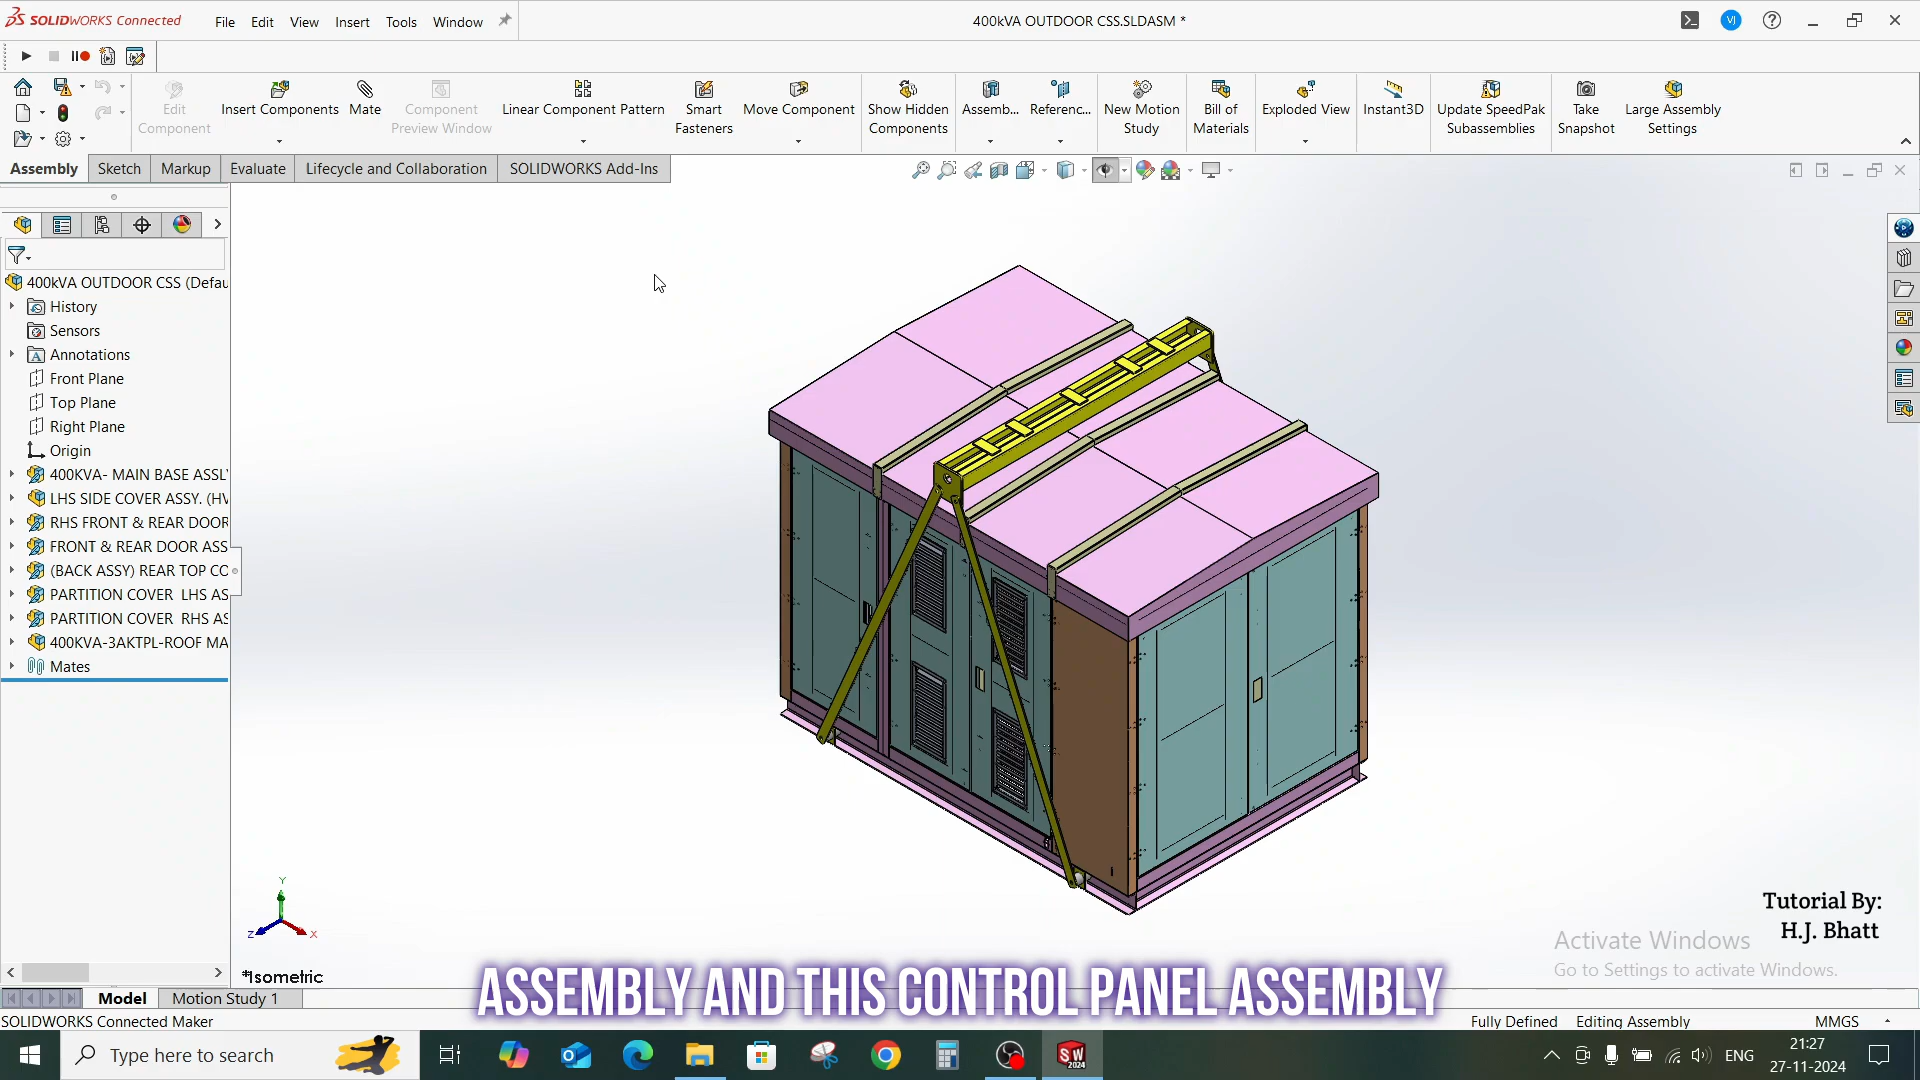 SOLIDWORKS Connected
File Edit View Insert Tools Window
400kVA OUTDOOR CSS.SLDASM *
VJ
Edit Component
Insert Components
Mate
Component Preview Window
Linear Component Pattern
Smart Fasteners
Move Component
Show Hidden Components
Assemb...
Referenc...
New Motion Study
Bill of Materials
Exploded View
Instant3D
Update SpeedPak Subassemblies
Take Snapshot
Large Assembly Settings
Assembly Sketch Markup Evaluate Lifecycle and Collaboration SOLIDWORKS Add-Ins
400kVA OUTDOOR CSS (Defau
History
Sensors
Annotations
Front Plane
Top Plane
Right Plane
Origin
400KVA- MAIN BASE ASSL'
LHS SIDE COVER ASSY. (HV
RHS FRONT & REAR DOOR
FRONT & REAR DOOR ASS
(BACK ASSY) REAR TOP CO
PARTITION COVER LHS AS
PARTITION COVER RHS AS
400KVA-3AKTPL-ROOF MA
Mates
Y
Z X
*Isometric
Tutorial By:
H.J. Bhatt
Activate Windows
Go to Settings to activate Windows.
ASSEMBLY AND THIS CONTROL PANEL ASSEMBLY
Model Motion Study 1
SOLIDWORKS Connected Maker
Fully Defined Editing Assembly MMGS
Type here to search
SW
2024
ENG
21:27
27-11-2024